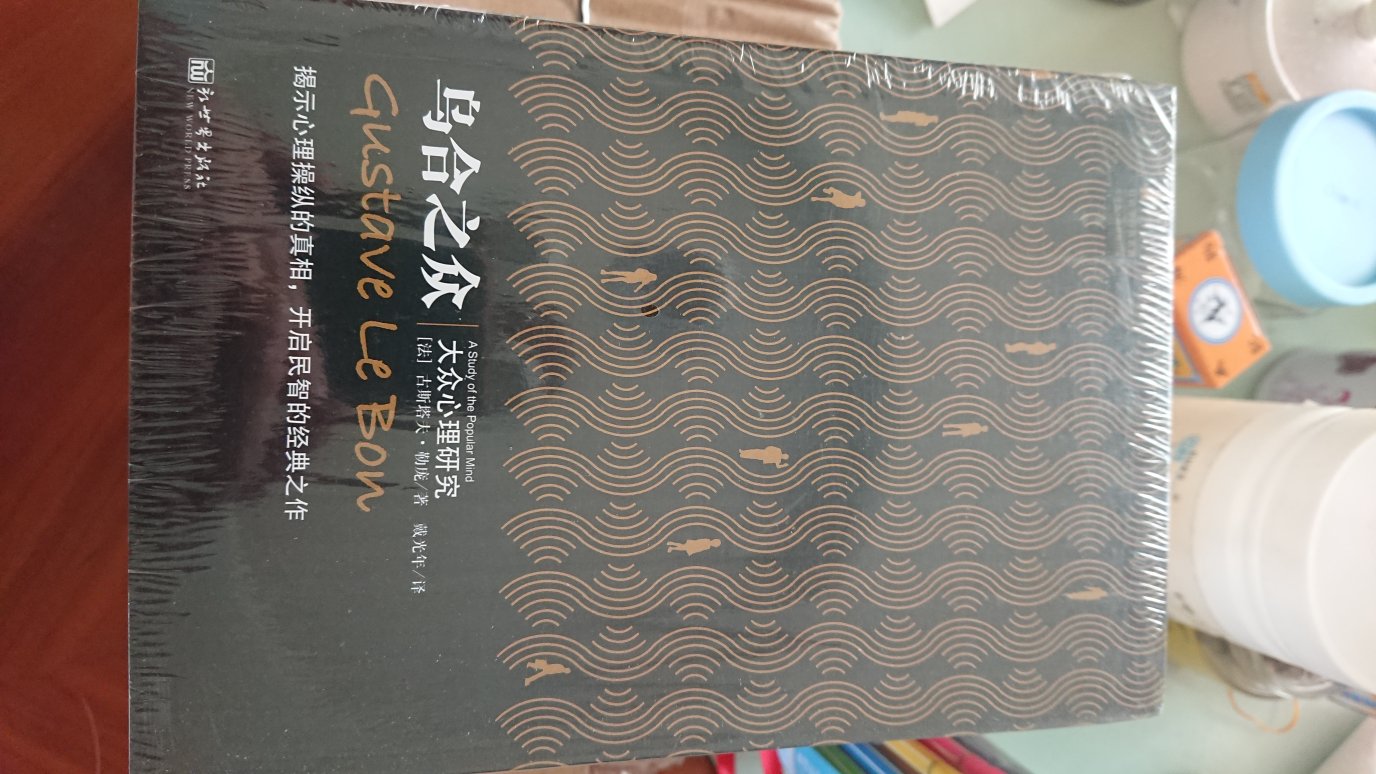 乌合之众
A Study of the Popular Mind
大众心理研究
[法] 古斯塔夫·勒庞/著 戴光年/译
Gustave Le Bon
揭示心理操纵的真相，开启民智的经典之作
新世界出版社
NEW WORLD PRESS